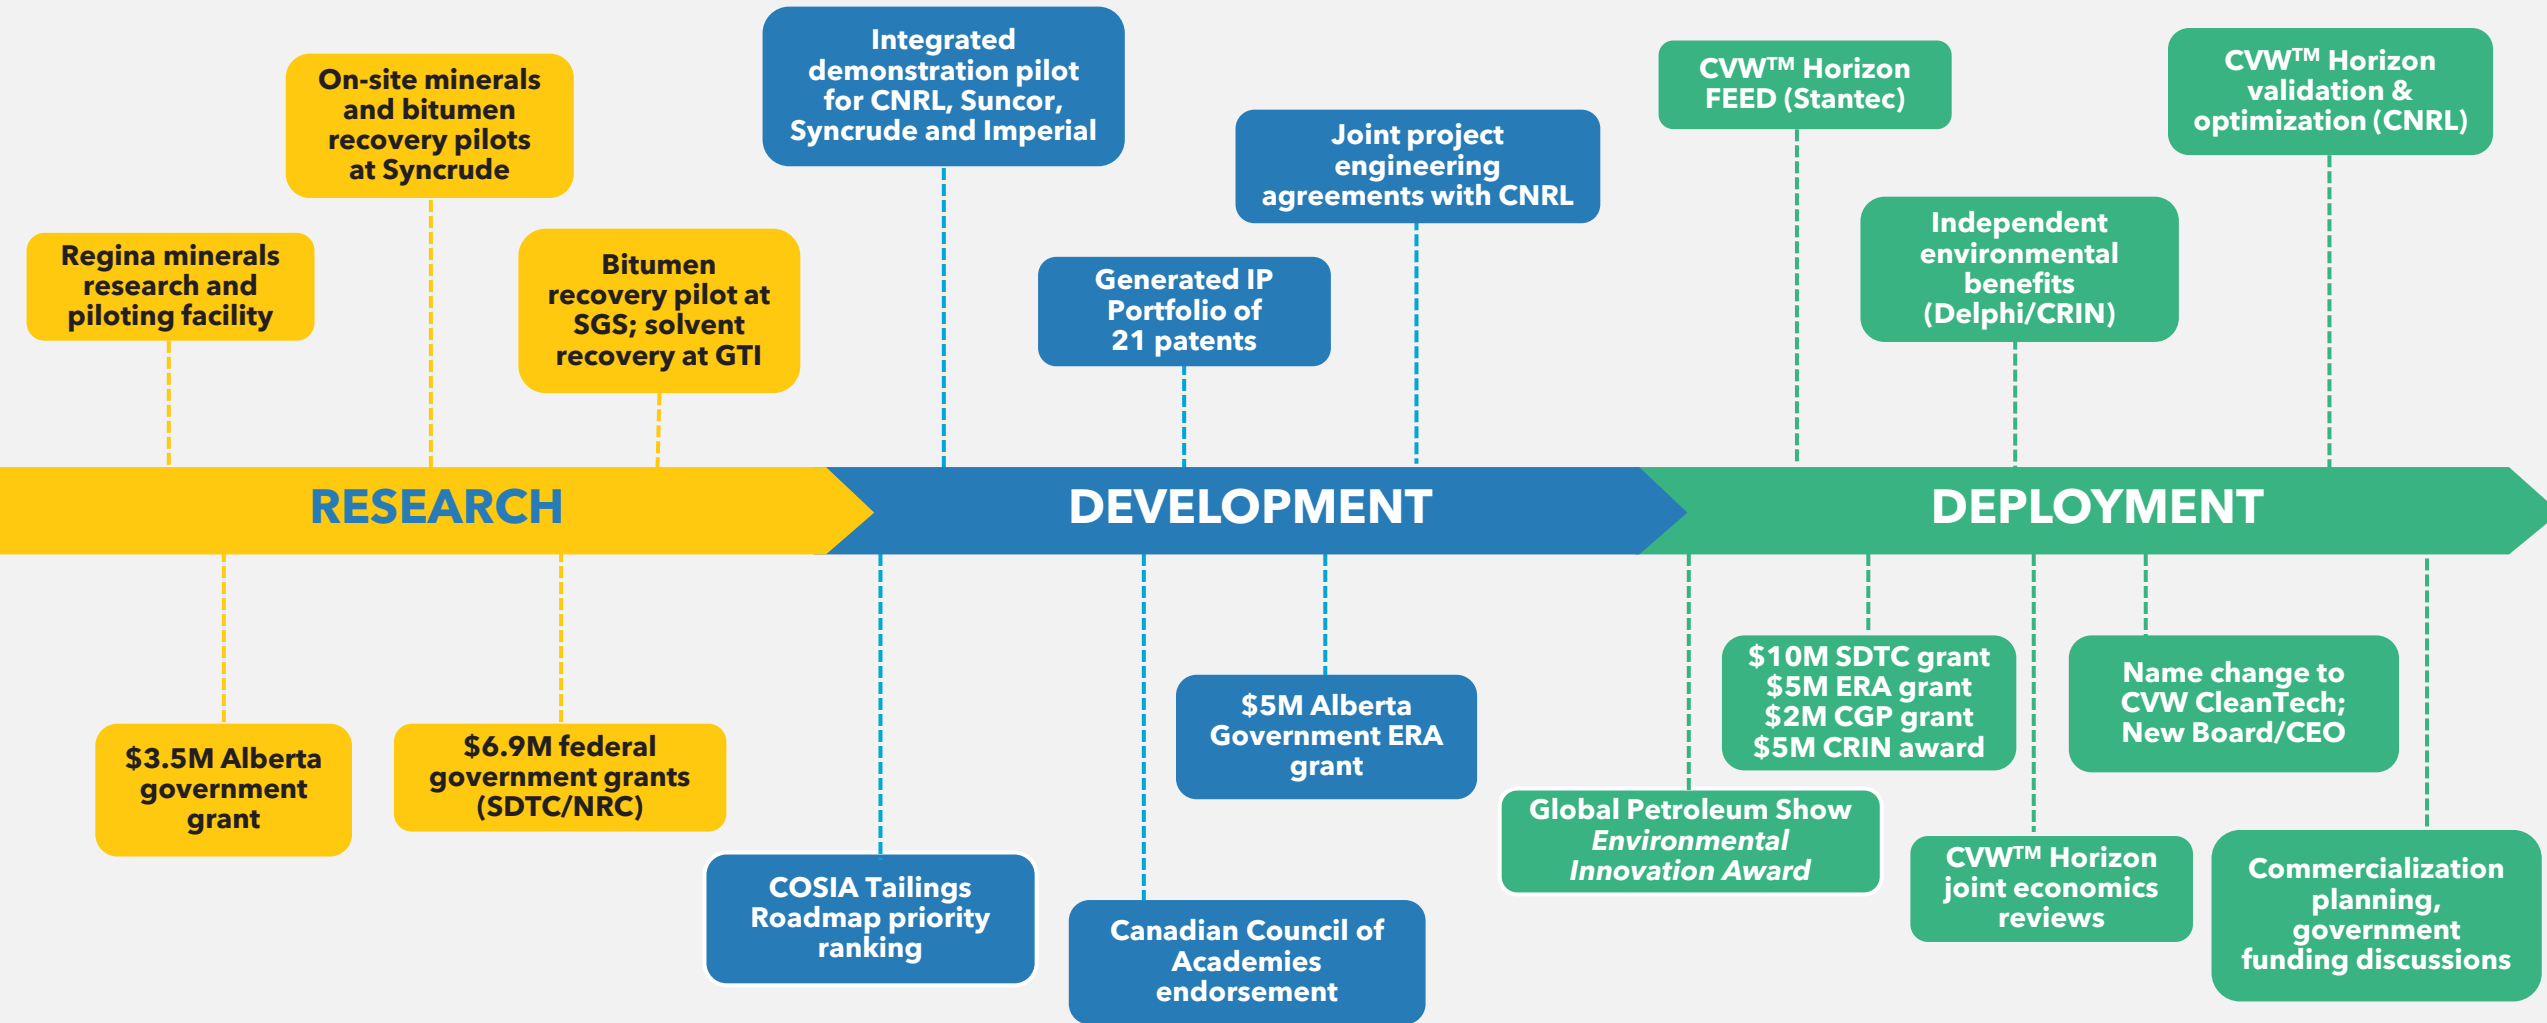 Regina minerals
research and
piloting facility
On-site minerals
and bitumen
recovery pilots
at Syncrude
Bitumen
recovery pilot at
SGS; solvent
recovery at GTI
Integrated
demonstration pilot
for CNRL, Suncor,
Syncrude and Imperial
Generated IP
Portfolio of
21 patents
Joint project
engineering
agreements with CNRL
CVW™ Horizon
FEED (Stantec)
Independent
environmental
benefits
(Delphi/CRIN)
CVW™ Horizon
validation &
optimization (CNRL)
RESEARCH
DEVELOPMENT
DEPLOYMENT
$3.5M Alberta
government
grant
$6.9M federal
government grants
(SDTC/NRC)
COSIA Tailings
Roadmap priority
ranking
Canadian Council of
Academies
endorsement
$5M Alberta
Government ERA
grant
Global Petroleum Show
Environmental
Innovation Award
$10M SDTC grant
$5M ERA grant
$2M CGP grant
$5M CRIN award
CVW™ Horizon
joint economics
reviews
Name change to
CVW CleanTech;
New Board/CEO
Commercialization
planning,
government
funding discussions